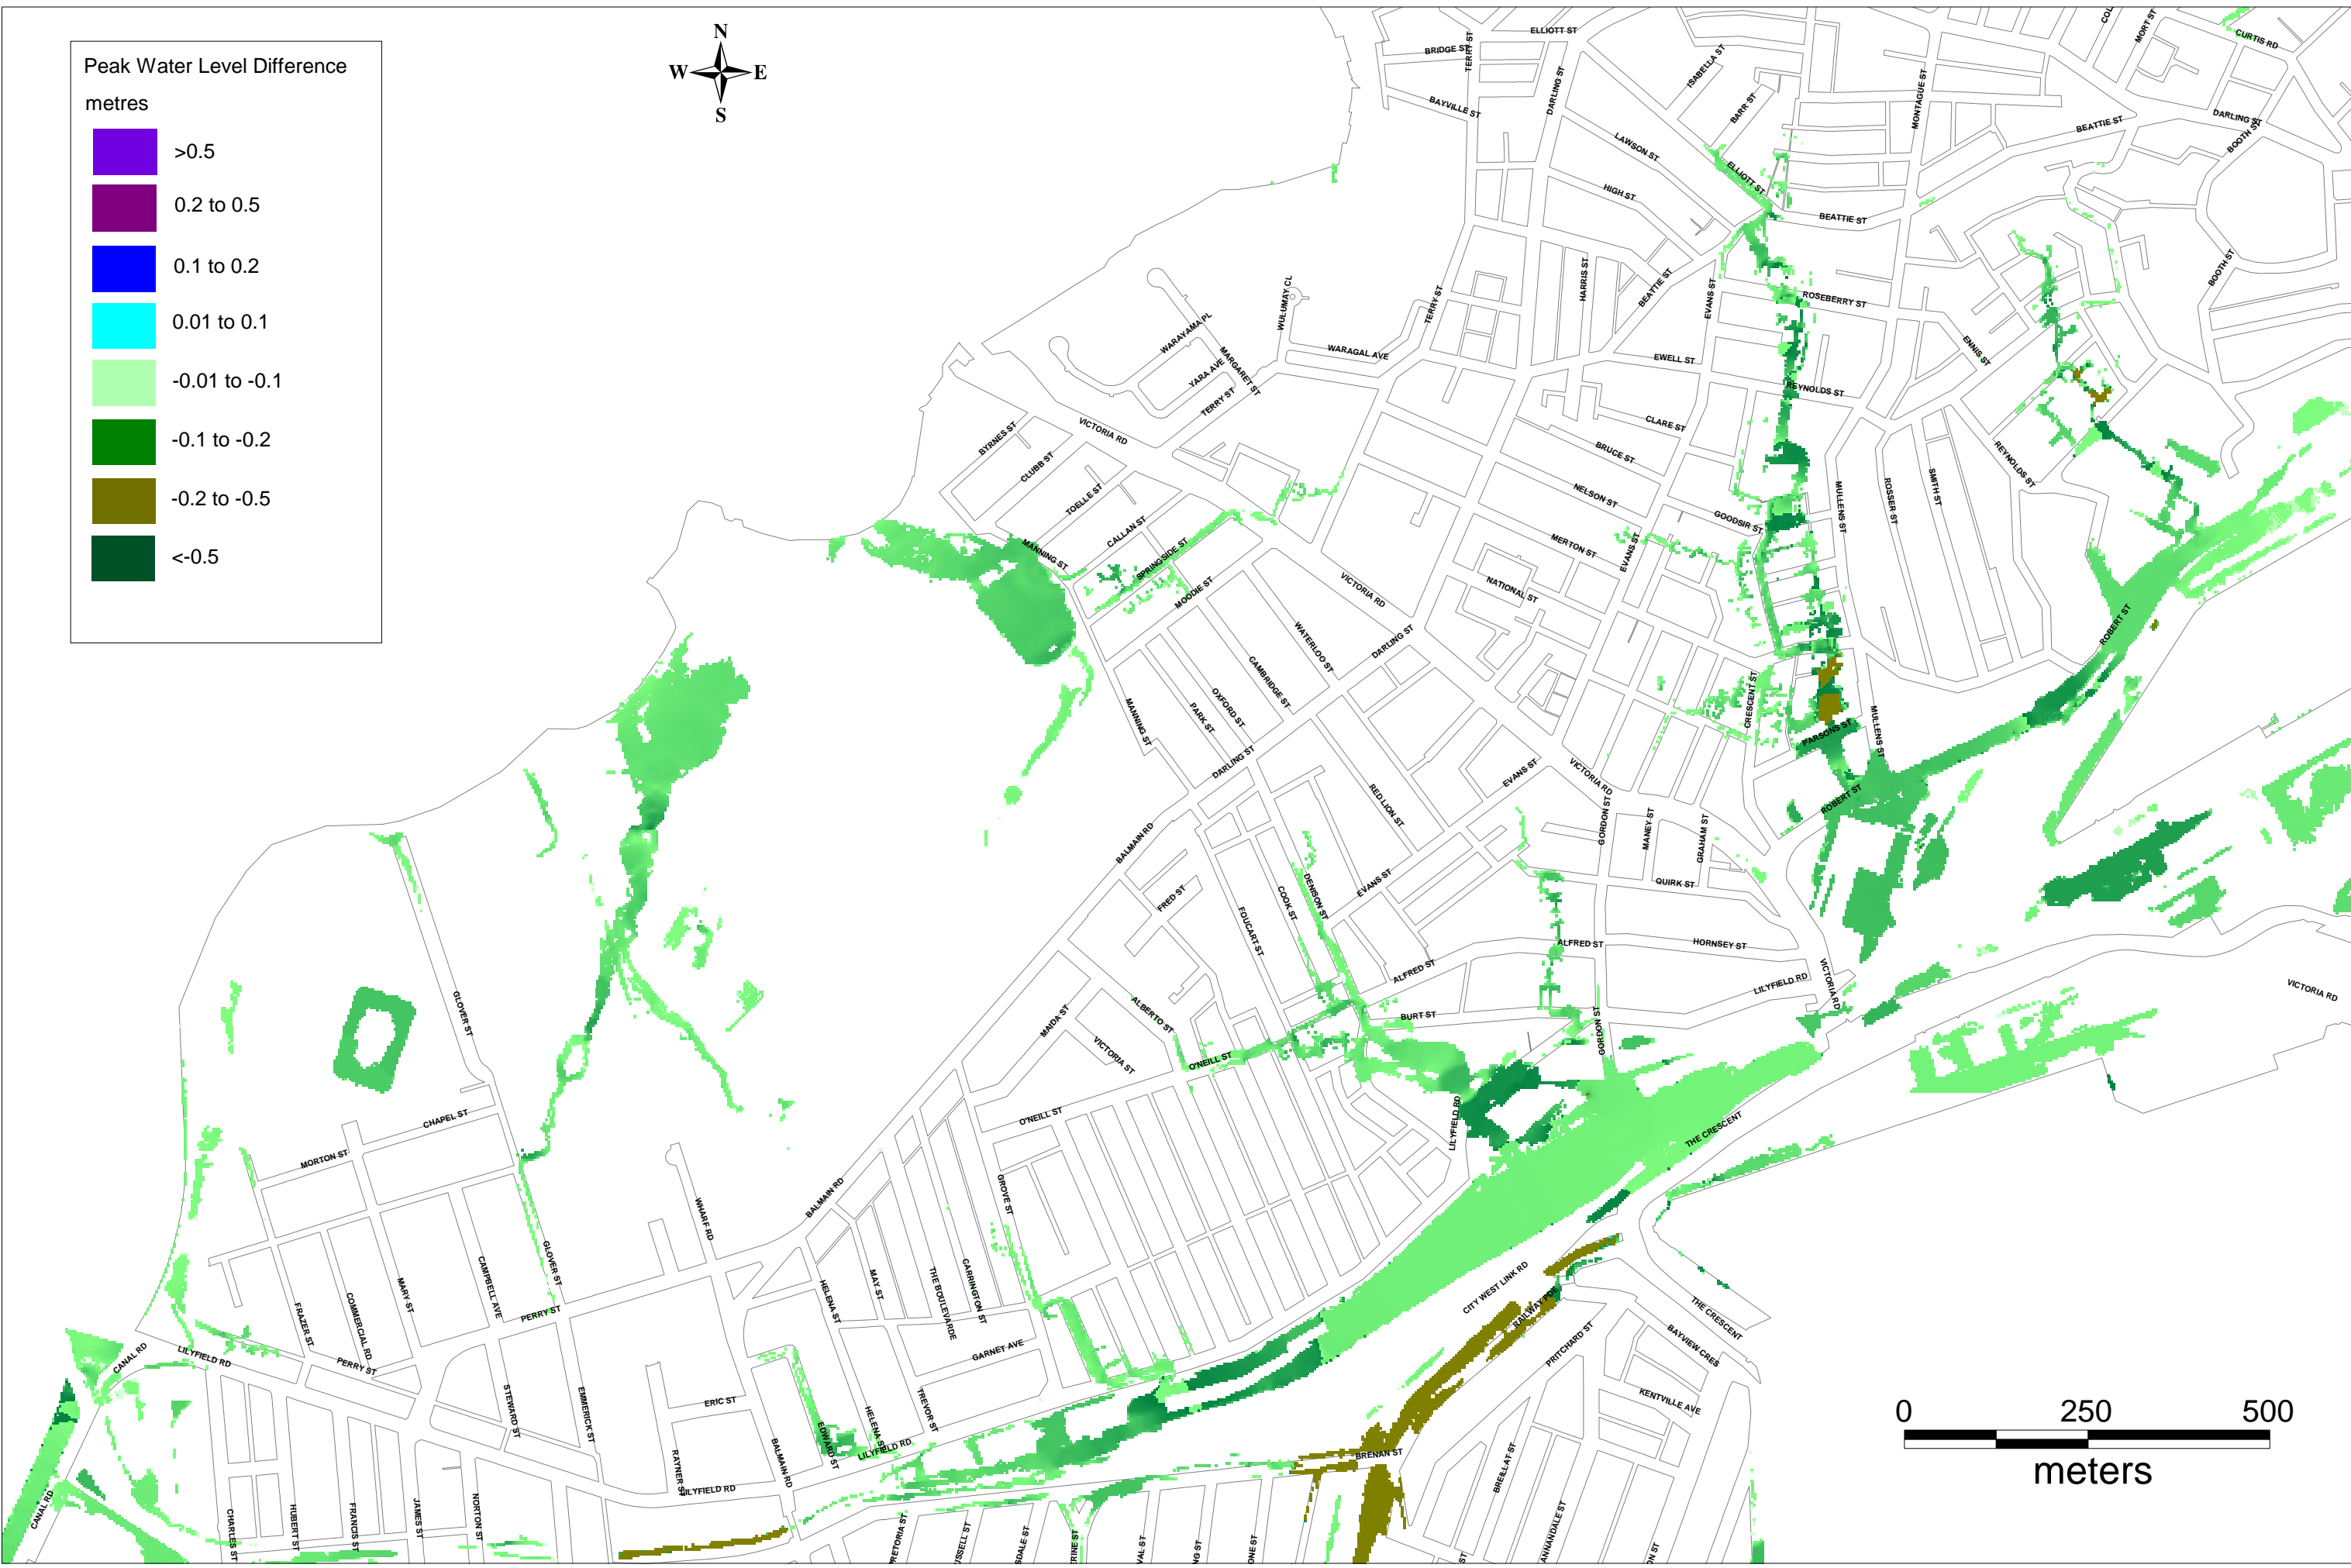 Peak Water Level Difference
metres
>0.5
0.2 to 0.5
0.1 to 0.2
0.01 to 0.1
-0.01 to -0.1
-0.1 to -0.2
-0.2 to -0.5
<-0.5
N
W
E
S
ELLIOTT ST
BRIDGE ST
TERRY ST
BAYVILLE ST
DARLING ST
ISABELLA ST
BARR ST
LAWSON ST
HIGH ST
ELLIOTT ST
MONTAGUE ST
BEATTIE ST
BEATTIE ST
MORT ST
CURTIS RD
DARLING ST
BOOTH ST
BOOTH ST
WULUMAY CL
WARAYAMA PL
MARGARET ST
YARA AVE
TERRY ST
WARAGAL AVE
TERRY ST
HARRIS ST
BEATTIE ST
EVANS ST
ROSEBERRY ST
ENNIS ST
EWELL ST
REYNOLDS ST
CLARE ST
BRUCE ST
NELSON ST
GOODSIR ST
MULLENS ST
ROSSER ST
SMITH ST
REYNOLDS ST
BYRNES ST
VICTORIA RD
CLUBB ST
TOELLE ST
CALLAN ST
MANNING ST
SPRINGSIDE ST
MOODIE ST
VICTORIA RD
MERTON ST
EVANS ST
NATIONAL ST
WATERLOO ST
DARLING ST
CAMBRIDGE ST
OXFORD ST
PARK ST
MANNING ST
DARLING ST
ROBERT ST
CRESCENT ST
PARSONS ST
MULLENS ST
ROBERT ST
EVANS ST
VICTORIA RD
RED LION ST
GORDON ST
MANEY ST
GRAHAM ST
QUIRK ST
BALMAIN RD
FRED ST
FOUCART ST
COOK ST
DENISON ST
EVANS ST
ALFRED ST
ALFRED ST
HORNSEY ST
LILYFIELD RD
VICTORIA RD
VICTORIA RD
GLOVER ST
MAIDA ST
ALBERTO ST
VICTORIA ST
O'NEILL ST
BURT ST
GORDON ST
O'NEILL ST
LILYFIELD RD
THE CRESCENT
CHAPEL ST
MORTON ST
WHARF RD
BALMAIN RD
GROVE ST
GLOVER ST
FRAZER ST
COMMERCIAL RD
MARY ST
CAMPBELL AVE
PERRY ST
HELENA ST
MAY ST
THE BOULEVARDE
CARRINGTON ST
GARNET AVE
CITY WEST LINK RD
RAILWAY PDE
THE CRESCENT
PRITCHARD ST
BAYVIEW CRES
KENTVILLE AVE
CANAL RD
LILYFIELD RD
PERRY ST
STEWARD ST
EMMERICK ST
ERIC ST
RAYNER ST
BALMAIN RD
EDWARD ST
HELENA ST
TREVOR ST
LILYFIELD RD
LILYFIELD RD
BRENAN ST
BREILLAT ST
ANNANDALE ST
CANAL RD
CHARLES ST
HUBERT ST
FRANCIS ST
JAMES ST
NORTON ST
0 250 500
meters